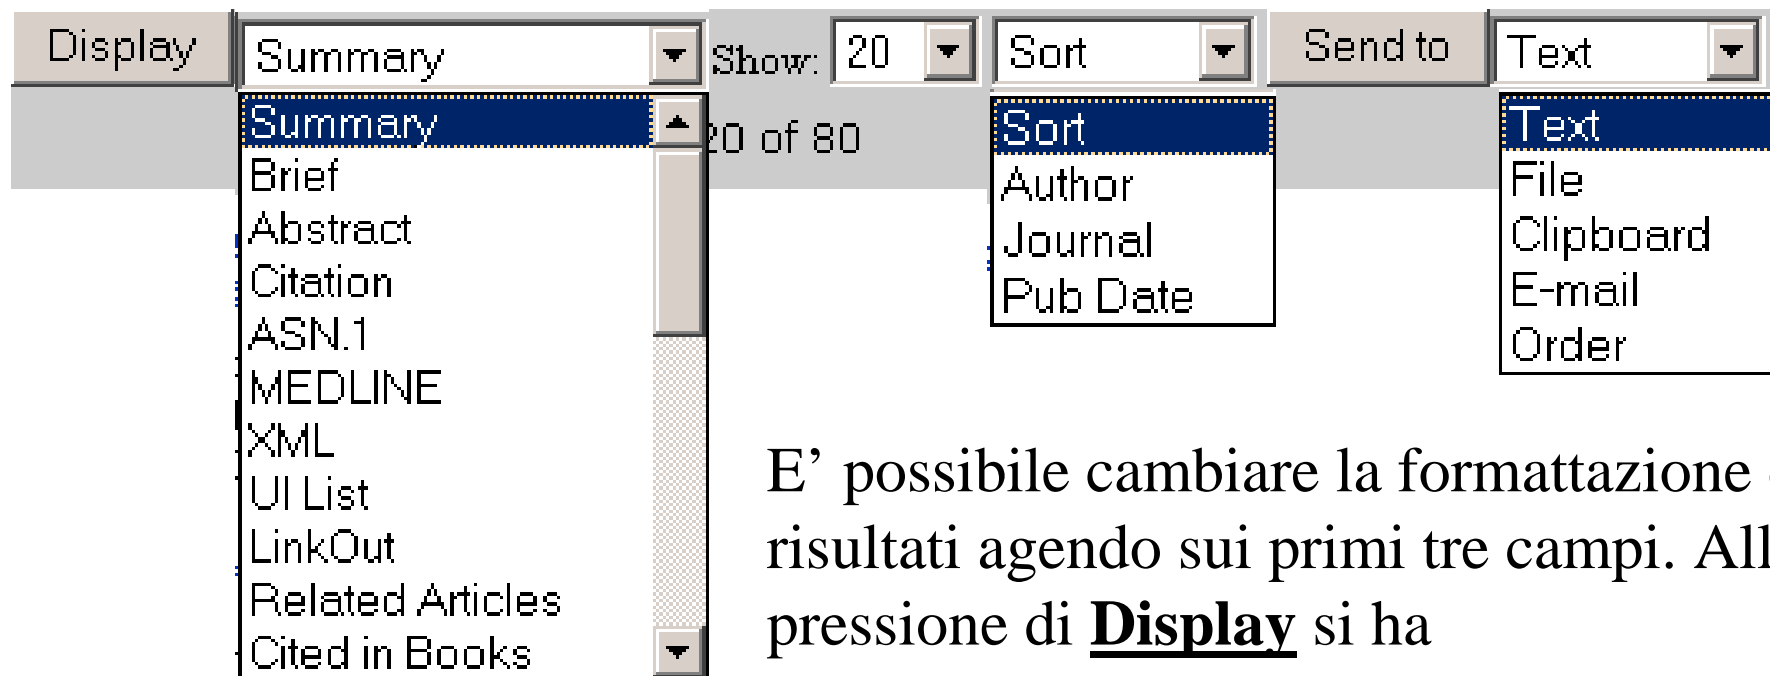 Display Summary Show: 20 Sort Send to Text
Summary
Brief
Abstract
Citation
ASN.1
MEDLINE
XML
UI List
LinkOut
Related Articles
Cited in Books
20 of 80
Sort
Author
Journal
Pub Date
Text
File
Clipboard
E-mail
Order
E’ possibile cambiare la formattazione
risultati agendo sui primi tre campi. All
pressione di Display si ha